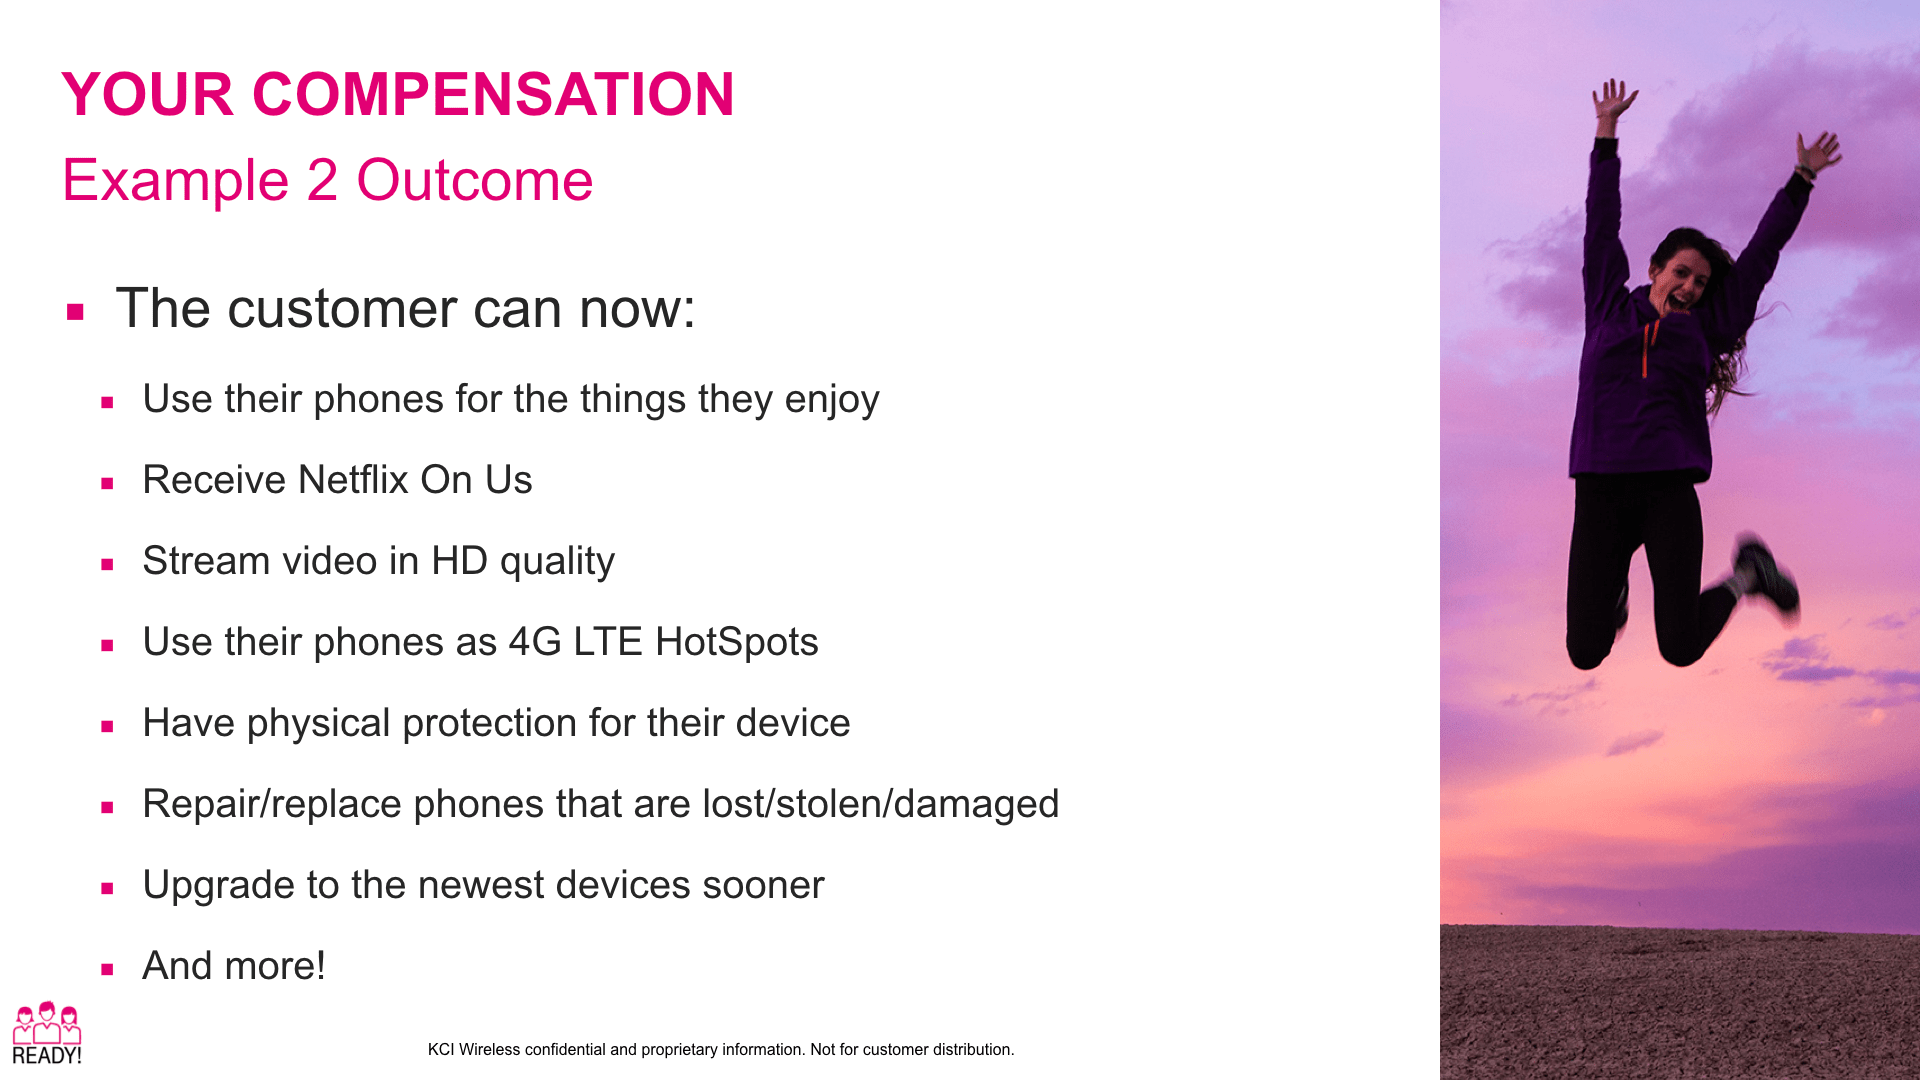 YOUR COMPENSATION
Example 2 Outcome
The customer can now:
Use their phones for the things they enjoy
Receive Netflix On Us
Stream video in HD quality
Use their phones as 4G LTE HotSpots
Have physical protection for their device
Repair/replace phones that are lost/stolen/damaged
Upgrade to the newest devices sooner
And more!
READY!
KCI Wireless confidential and proprietary information. Not for customer distribution.